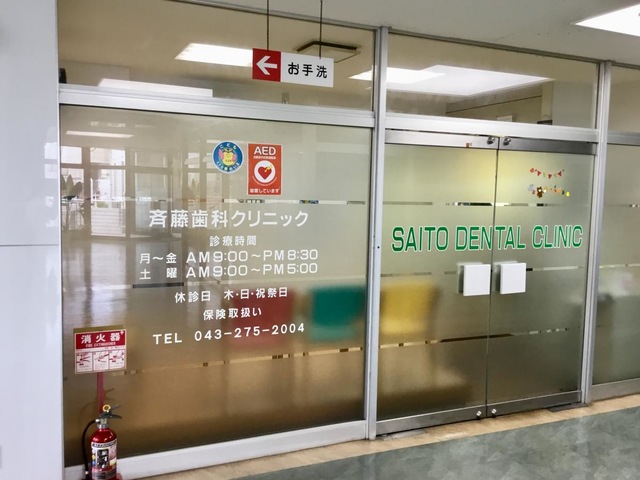 お手洗
AED
斉藤歯科クリニック
診療時間
月～金 AM9:00～PM8:30
土 曜 AM9:00～PM5:00
休診日 木・日・祝祭日
保険取扱い
TEL 043-275-2004
SAITO DENTAL CLINIC
消火器
FIRE EXTINGUISHER